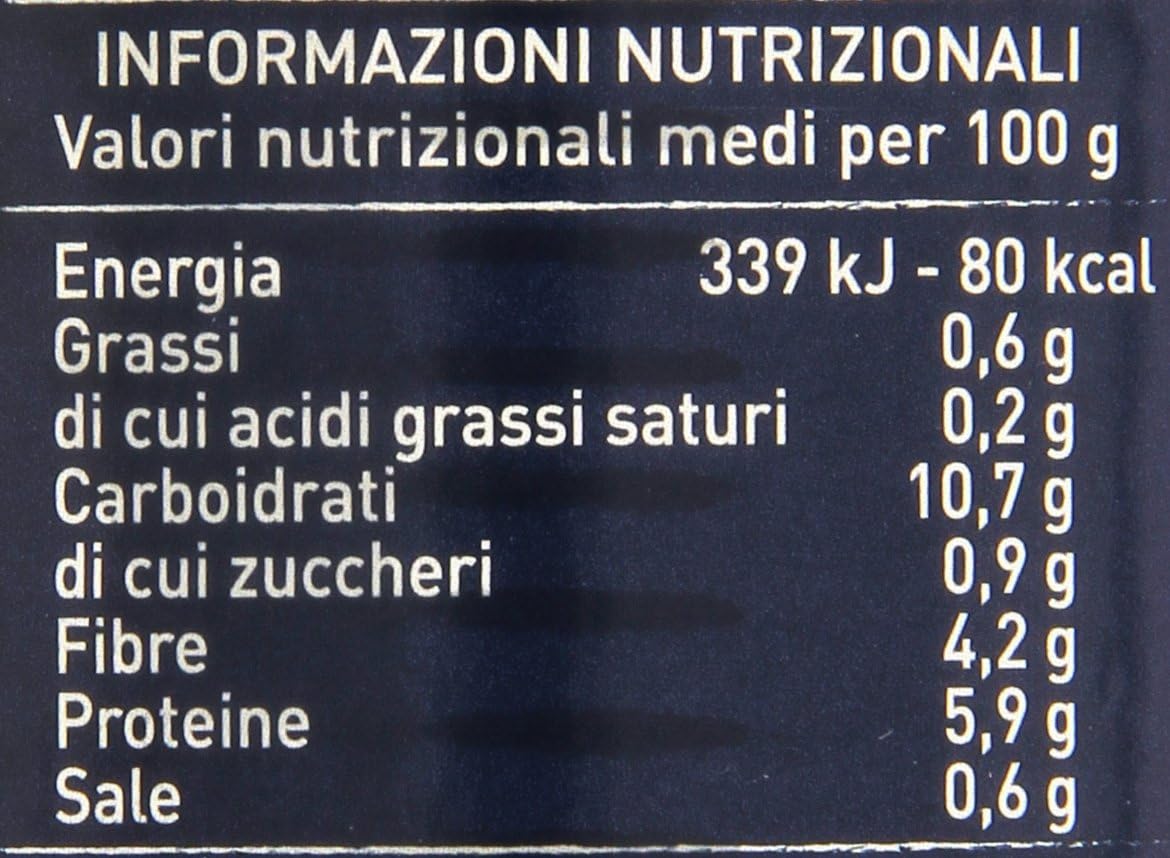 INFORMAZIONI NUTRIZIONALI
Valori nutrizionali medi per 100 g
Energia 339 kJ - 80 kcal
Grassi 0,6 g
di cui acidi grassi saturi 0,2 g
Carboidrati 10,7 g
di cui zuccheri 0,9 g
Fibre 4,2 g
Proteine 5,9 g
Sale 0,6 g